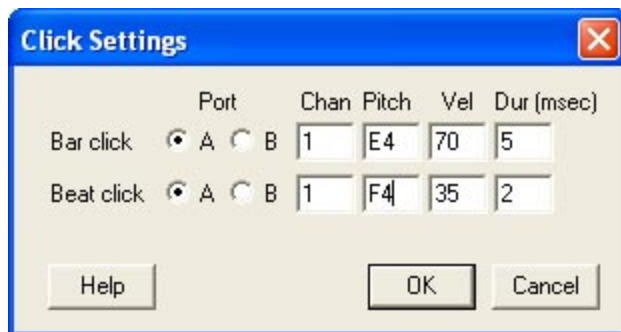 Click Settings
Port Chan Pitch Vel Dur (msec)
Bar click A B 1 E4 70 5
Beat click A B 1 F4 35 2
Help OK Cancel